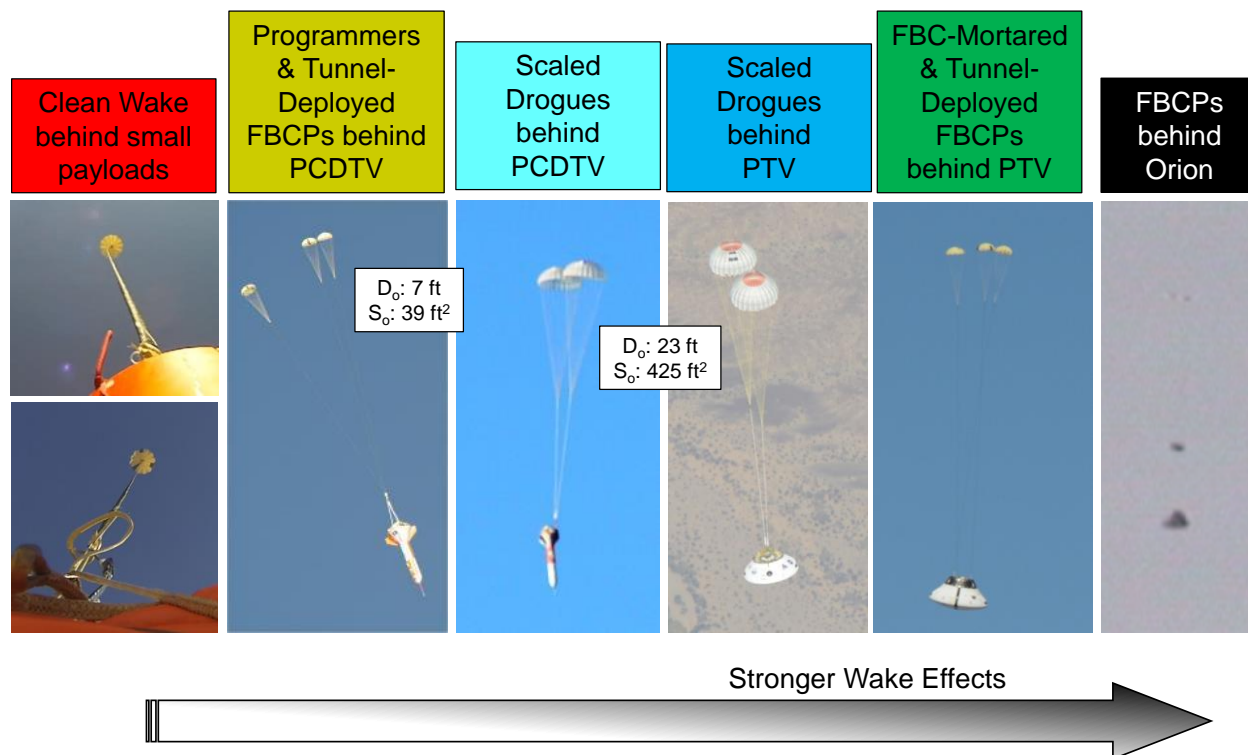 Clean Wake
behind small
payloads
Programmers
& Tunnel-
Deployed
FBCPs behind
PCDTV
Scaled
Drogues
behind
PCDTV
Scaled
Drogues
behind
PTV
FBC-Mortared
& Tunnel-
Deployed
FBCPs
behind PTV
FBCPs
behind
Orion
Dₒ: 7 ft
Sₒ: 39 ft²
Dₒ: 23 ft
Sₒ: 425 ft²
Stronger Wake Effects